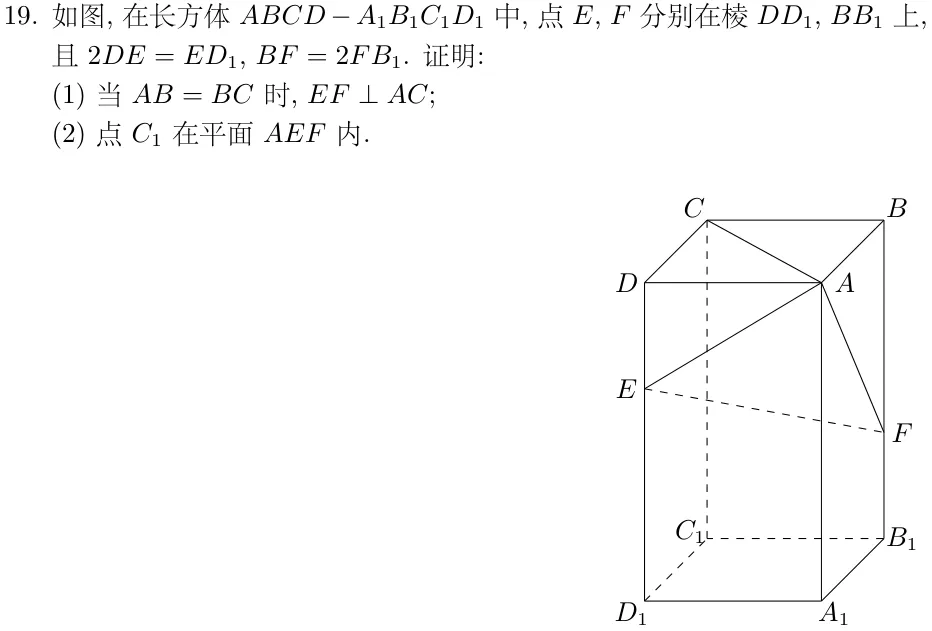 19. 如图, 在长方体 ABCD − A₁B₁C₁D₁ 中, 点 E, F 分别在棱 DD₁, BB₁ 上,
且 2DE = ED₁, BF = 2FB₁. 证明:
(1) 当 AB = BC 时, EF ⊥ AC;
(2) 点 C₁ 在平面 AEF 内.
C
B
D
A
E
F
C₁
B₁
D₁
A₁